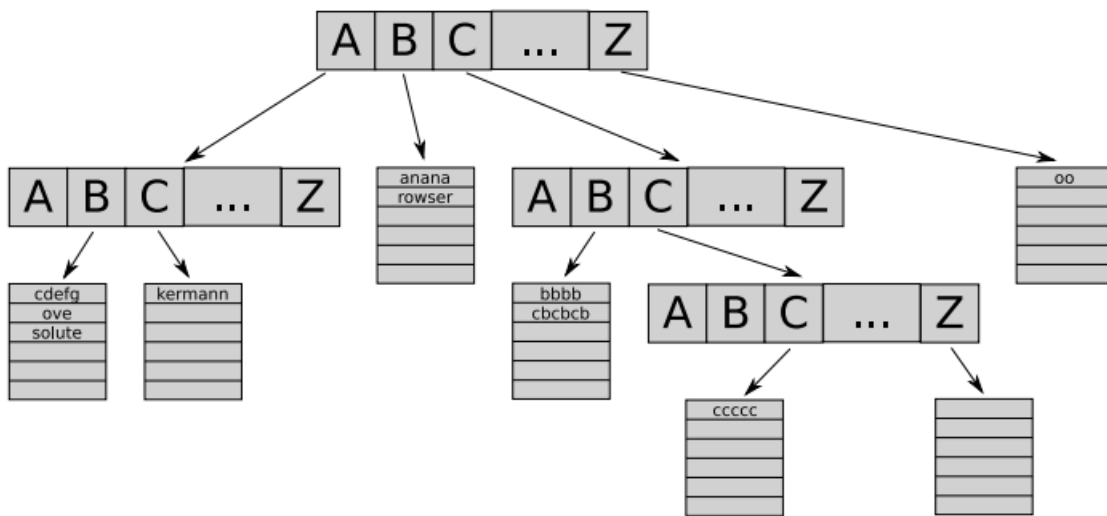 A B C ... Z
A B C ... Z
anana
rowser
A B C ... Z
oo
cdefg
ove
solute
kermann
bbbb
cbcbcb
A B C ... Z
ccccc